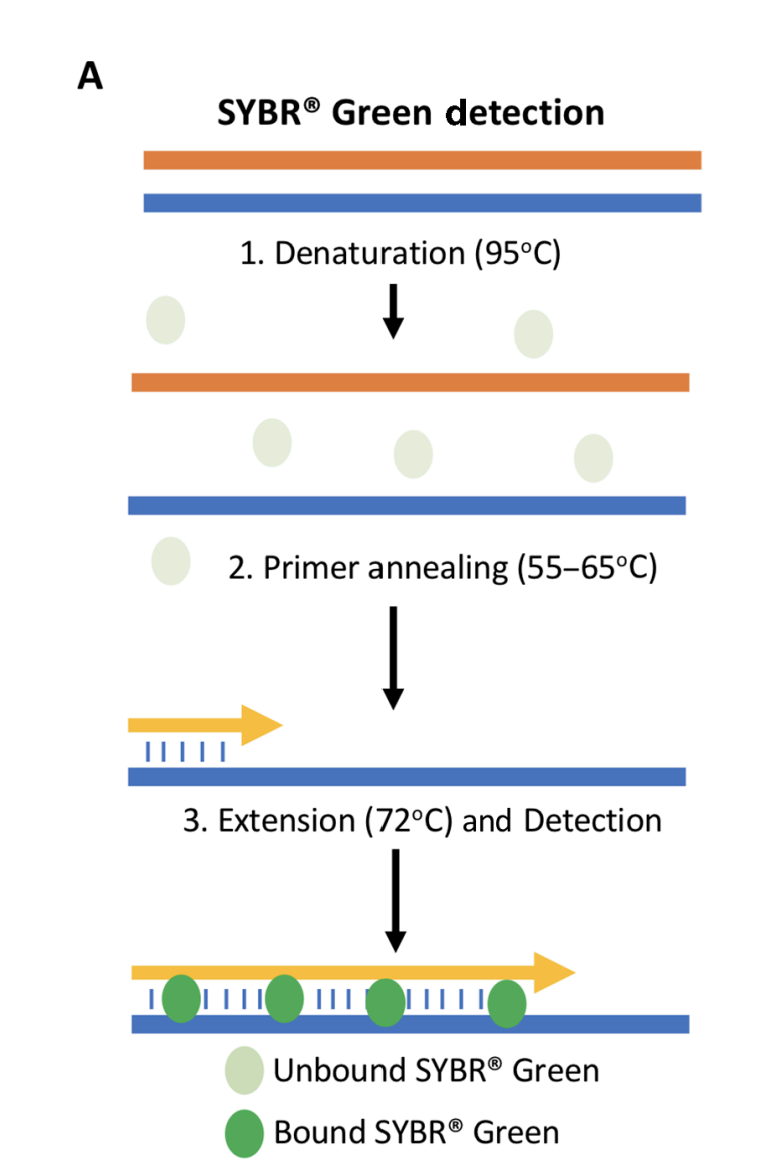 A
SYBR® Green detection
1. Denaturation (95°C)
2. Primer annealing (55–65°C)
3. Extension (72°C) and Detection
Unbound SYBR® Green
Bound SYBR® Green